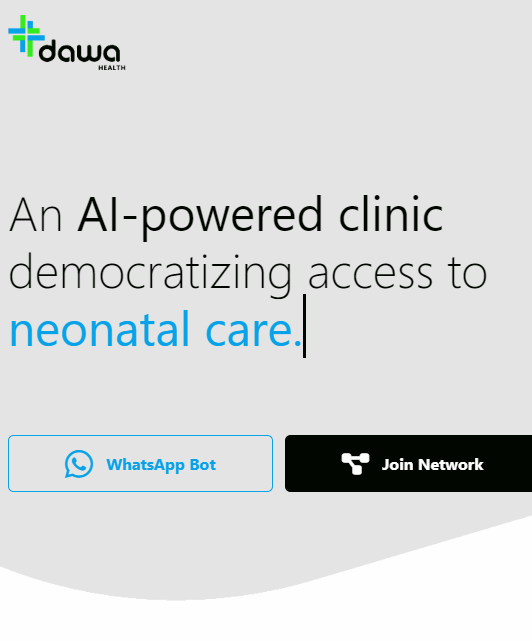 dawa
HEALTH
An AI-powered clinic
democratizing access to
neonatal care.
WhatsApp Bot
Join Network